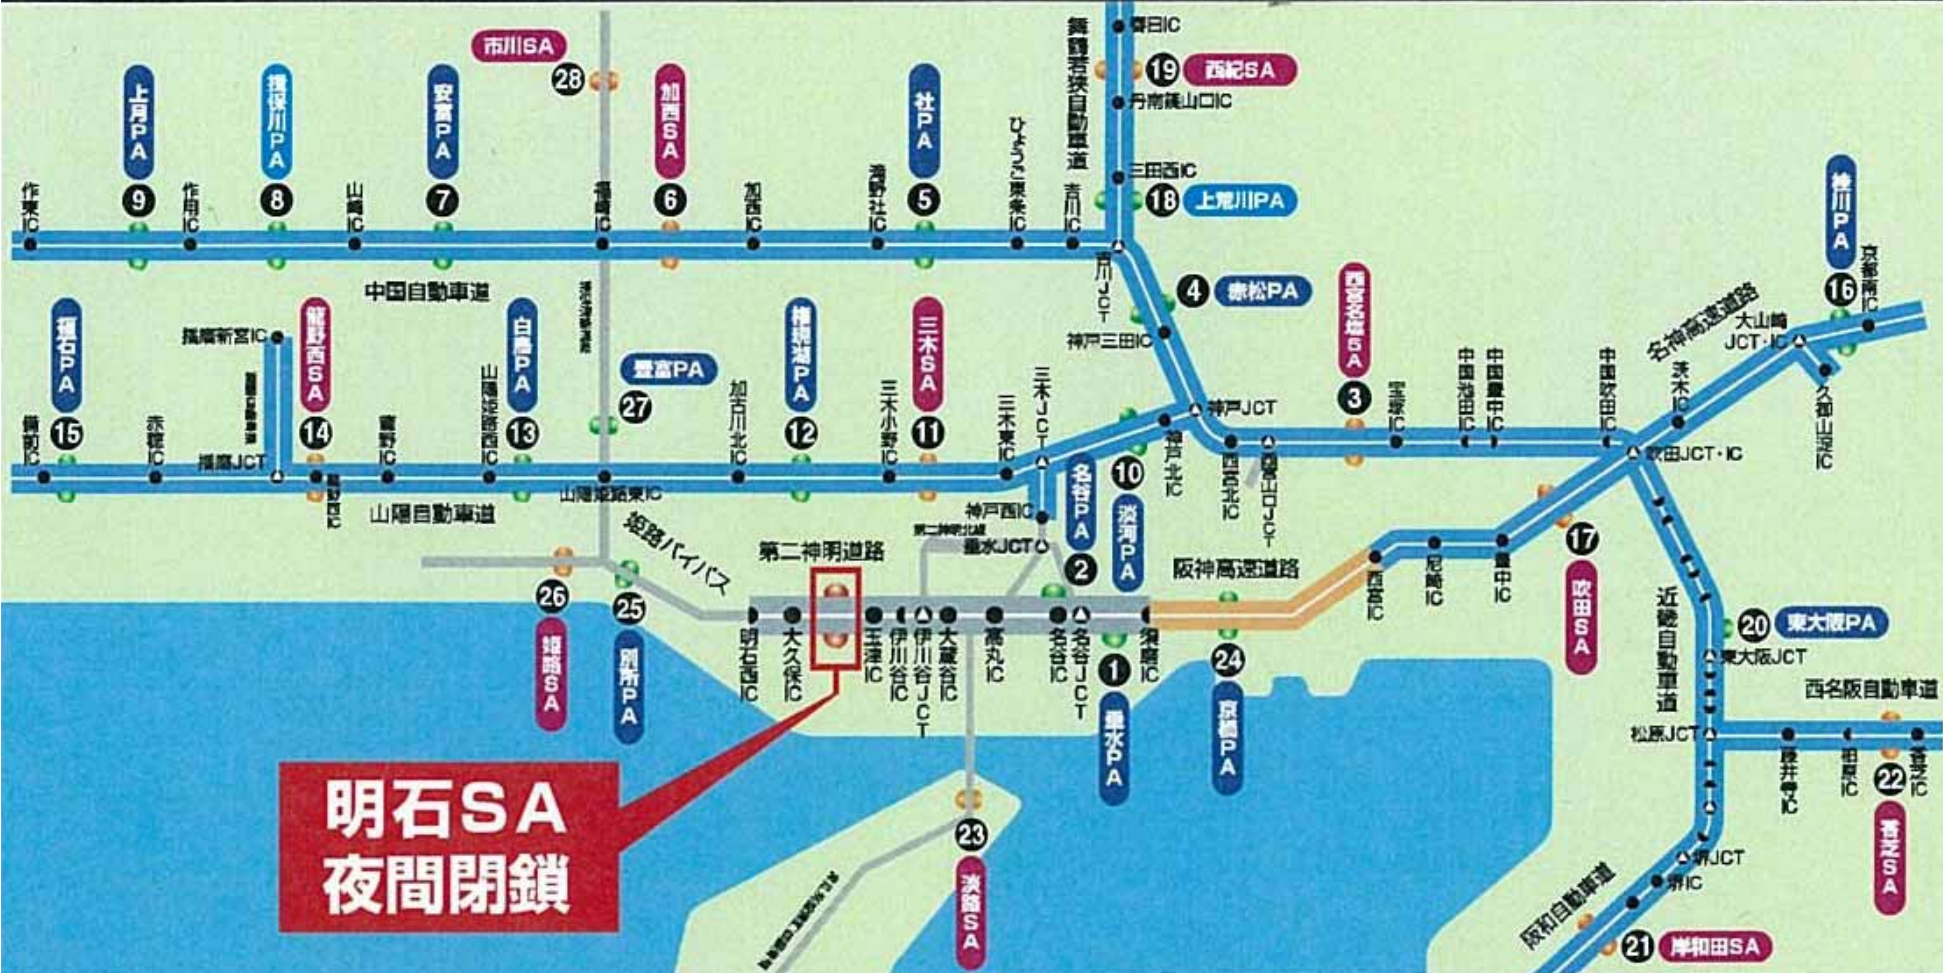 市川SA
28
上月PA
9
揖保川PA
8
安富PA
7
加西SA
6
社PA
5
舞鶴若狭自動車道
春日IC
19
西紀SA
丹南篠山口IC
三田西IC
18
上荒川PA
作東IC
作用IC
山崎IC
福崎IC
加西IC
滝野社IC
ひょうご東条IC
吉川IC
吉川JCT
中国自動車道
4
赤松PA
神戸三田IC
神戸JCT
西宮名塩SA
3
宝塚IC
中国池田IC
中国豊中IC
中国吹田IC
名神高速道路
茨木IC
大山崎
JCT・IC
桂川PA
16
京都南IC
久御山淀IC
吹田JCT・IC
西宮北IC
西宮山口JCT
福石PA
15
備前IC
赤穂IC
播磨新宮IC
播磨JCT
龍野西SA
14
龍野西IC
龍野IC
山陽姫路西IC
白鳥PA
13
豊富PA
27
山陽姫路東IC
加古川北IC
権現湖PA
12
三木小野IC
三木SA
11
三木東IC
三木JCT
神戸北IC
10
淡河PA
神戸西IC
垂水JCT
第二神明北線
名谷PA
2
山陽自動車道
姫路バイパス
第二神明道路
阪神高速道路
26
姫路SA
25
別所PA
明石西IC
大久保IC
玉津IC
伊川谷IC
伊川谷JCT
大蔵谷IC
高丸IC
名谷IC
名谷JCT
1
垂水PA
須磨IC
24
京橋PA
西宮IC
尼崎IC
豊中IC
17
吹田SA
近畿自動車道
20
東大阪PA
東大阪JCT
西名阪自動車道
松原JCT
藤井寺IC
柏原IC
香芝IC
22
香芝SA
堺JCT
堺IC
阪和自動車道
21
岸和田SA
23
淡路SA
明石SA
夜間閉鎖